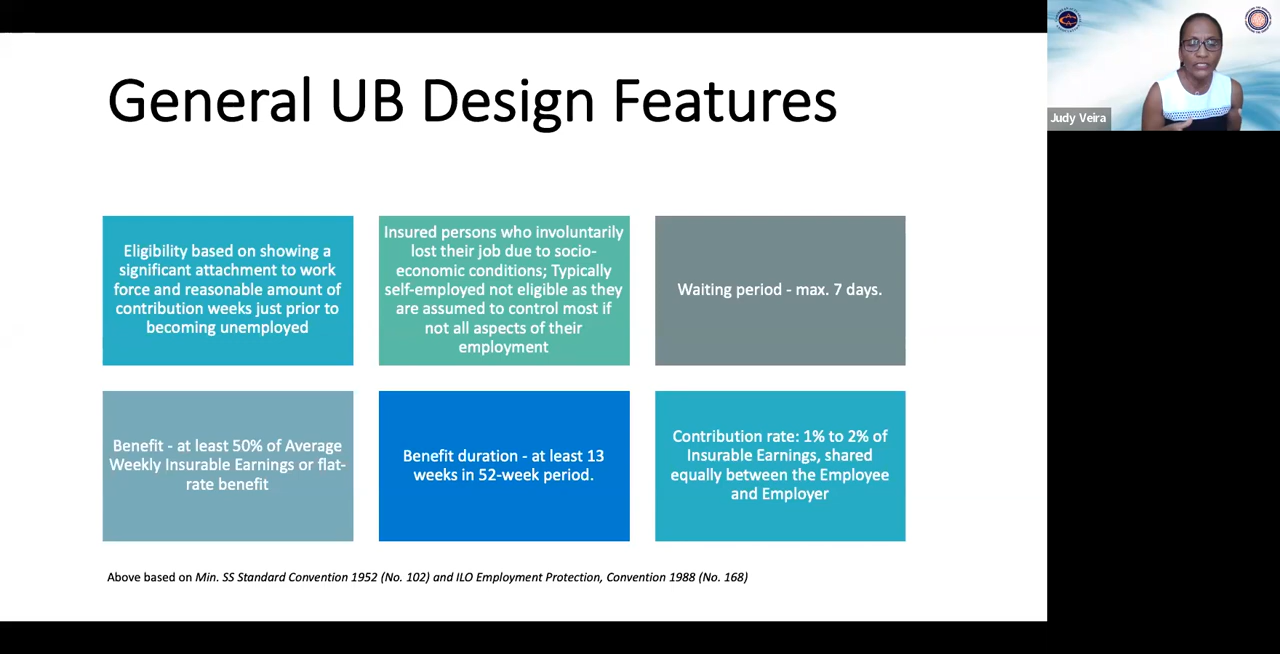 General UB Design Features
Judy Veira
Eligibility based on showing a
significant attachment to work
force and reasonable amount of
contribution weeks just prior to
becoming unemployed
Insured persons who involuntarily
lost their job due to socio-
economic conditions; Typically
self-employed not eligible as they
are assumed to control most if
not all aspects of their
employment
Waiting period - max. 7 days.
Benefit - at least 50% of Average
Weekly Insurable Earnings or flat-
rate benefit
Benefit duration - at least 13
weeks in 52-week period.
Contribution rate: 1% to 2% of
Insurable Earnings, shared
equally between the Employee
and Employer
Above based on Min. SS Standard Convention 1952 (No. 102) and ILO Employment Protection, Convention 1988 (No. 168)